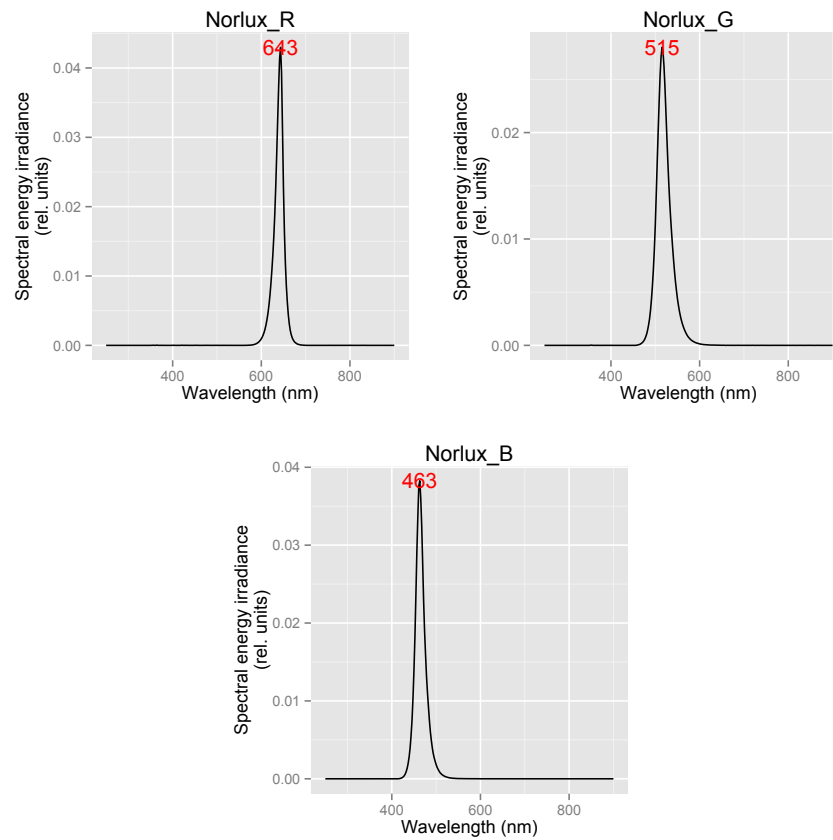 Norlux_R
643
0.04
0.03
0.02
0.01
0.00
Spectral energy irradiance
(rel. units)
400 600 800
Wavelength (nm)
Norlux_G
515
0.02
0.01
0.00
Spectral energy irradiance
(rel. units)
400 600 800
Wavelength (nm)
Norlux_B
463
0.04
0.03
0.02
0.01
0.00
Spectral energy irradiance
(rel. units)
400 600 800
Wavelength (nm)